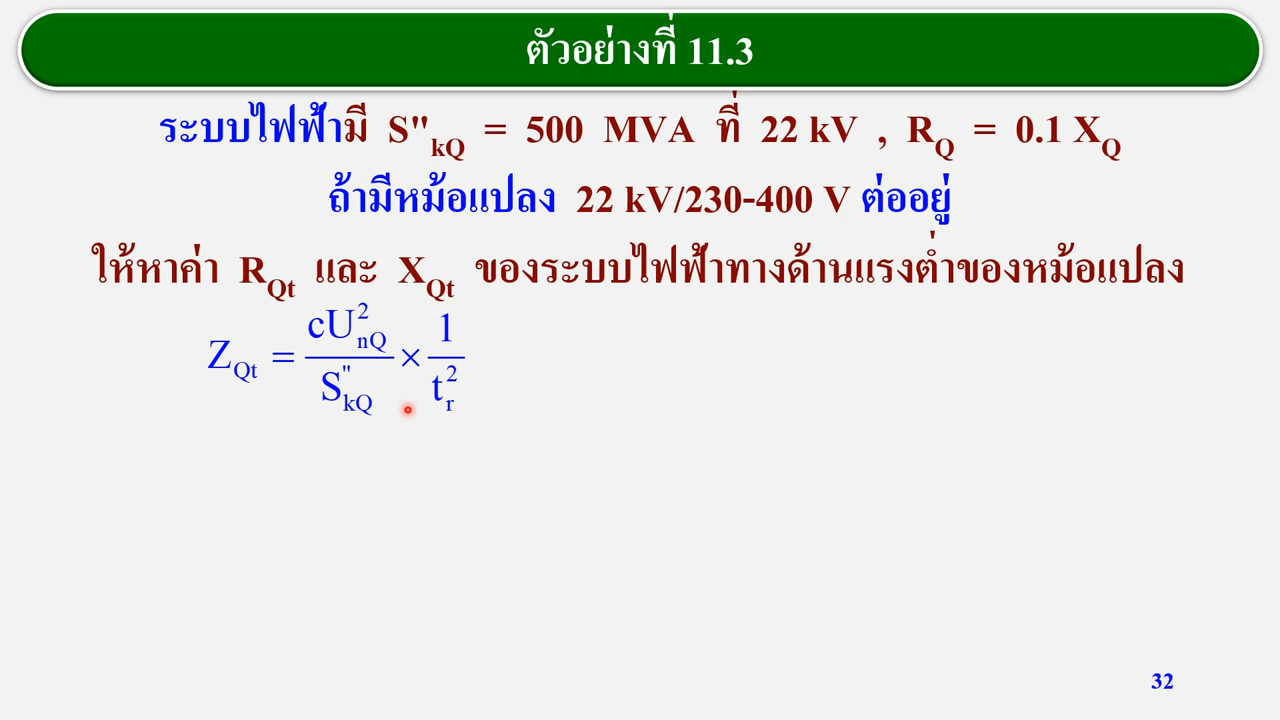 ตัวอย่างที่ 11.3
ระบบไฟฟ้ามี S"kQ = 500 MVA ที่ 22 kV , RQ = 0.1 XQ
ถ้ามีหม้อแปลง 22 kV/230-400 V ต่ออยู่
ให้หาค่า RQt และ XQt ของระบบไฟฟ้าทางด้านแรงต่ำของหม้อแปลง
ZQt = cU²nQ / S"kQ × 1 / t²r
32